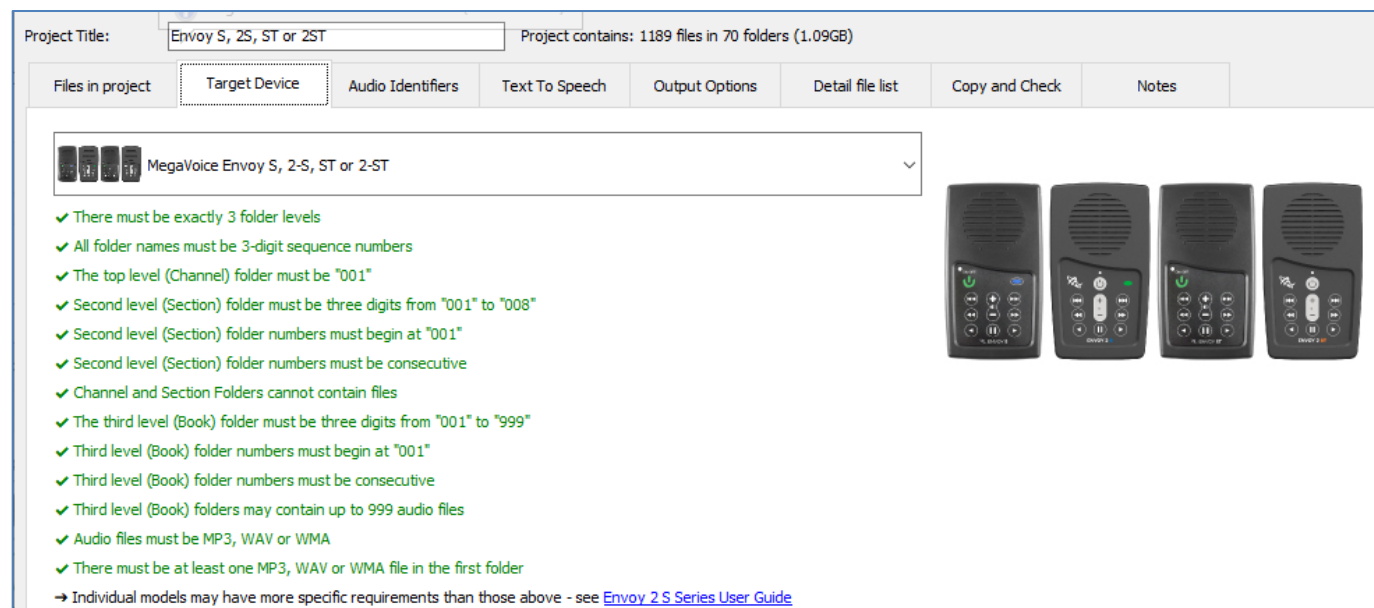 Project Title: Envoy S, 2S, ST or 2ST Project contains: 1189 files in 70 folders (1.09GB)
Files in project Target Device Audio Identifiers Text To Speech Output Options Detail file list Copy and Check Notes
MegaVoice Envoy S, 2-S, ST or 2-ST
✔ There must be exactly 3 folder levels
✔ All folder names must be 3-digit sequence numbers
✔ The top level (Channel) folder must be "001"
✔ Second level (Section) folder must be three digits from "001" to "008"
✔ Second level (Section) folder numbers must begin at "001"
✔ Second level (Section) folder numbers must be consecutive
✔ Channel and Section Folders cannot contain files
✔ The third level (Book) folder must be three digits from "001" to "999"
✔ Third level (Book) folder numbers must begin at "001"
✔ Third level (Book) folder numbers must be consecutive
✔ Third level (Book) folders may contain up to 999 audio files
✔ Audio files must be MP3, WAV or WMA
✔ There must be at least one MP3, WAV or WMA file in the first folder
→ Individual models may have more specific requirements than those above - see Envoy 2 S Series User Guide